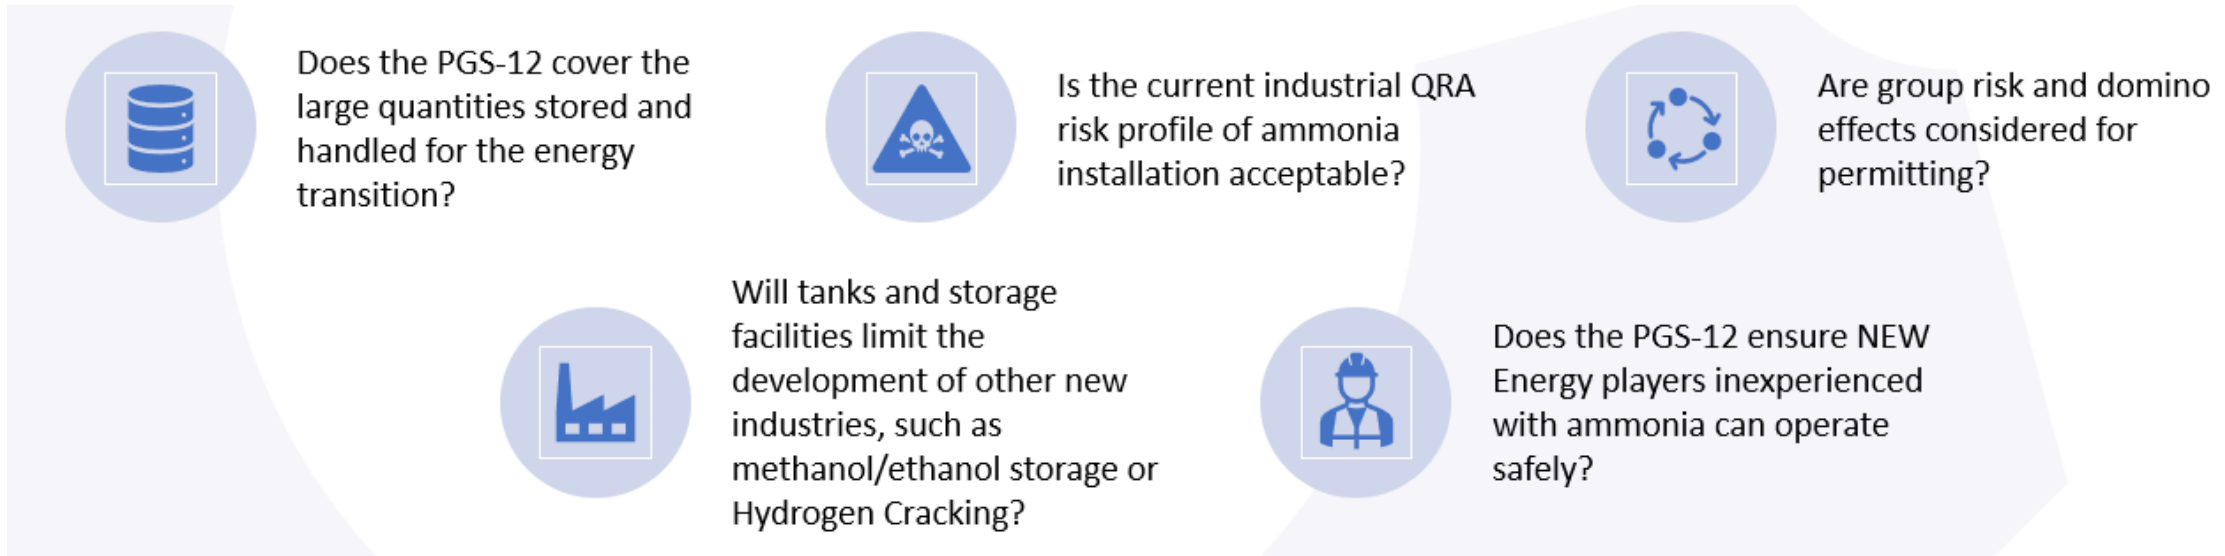 Does the PGS-12 cover the
large quantities stored and
handled for the energy
transition?
Is the current industrial QRA
risk profile of ammonia
installation acceptable?
Are group risk and domino
effects considered for
permitting?
Will tanks and storage
facilities limit the
development of other new
industries, such as
methanol/ethanol storage or
Hydrogen Cracking?
Does the PGS-12 ensure NEW
Energy players inexperienced
with ammonia can operate
safely?